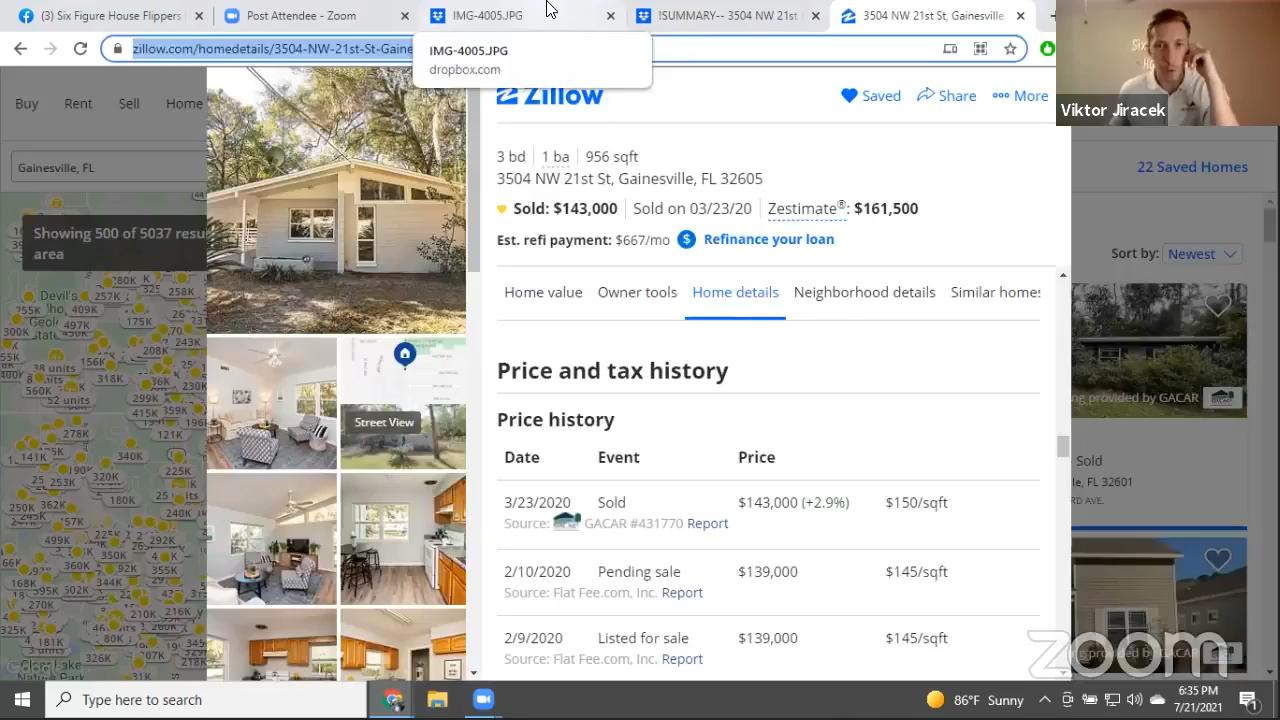 (3) Six Figure House Flippers
Post Attendee - Zoom
IMG-4005.JPG
!SUMMARY-- 3504 NW 21st
3504 NW 21st St, Gainesville,
zillow.com/homedetails/3504-NW-21st-St-Gaine
IMG-4005.JPG
dropbox.com
Viktor Jiracek
Buy
Rent
Sell
Home
Zillow
Saved
Share
More
Gainesville, FL
22 Saved Homes
3 bd
1 ba
956 sqft
3504 NW 21st St, Gainesville, FL 32605
Sold: $143,000
Sold on 03/23/20
Zestimate®: $161,500
Est. refi payment: $667/mo
$ Refinance your loan
Showing 500 of 5037 resu
area
Sort by:
Newest
Home value
Owner tools
Home details
Neighborhood details
Similar homes
Price and tax history
Price history
Date
Event
Price
3/23/2020
Sold
$143,000 (+2.9%)
$150/sqft
Source:
GACAR #431770 Report
2/10/2020
Pending sale
$139,000
$145/sqft
Source: Flat Fee.com, Inc. Report
2/9/2020
Listed for sale
$139,000
$145/sqft
Source: Flat Fee.com, Inc. Report
Street View
ng provided by GACAR
Sold
le, FL 32601
RD AVE.
zoom
Type here to search
86°F Sunny
6:35 PM
7/21/2021